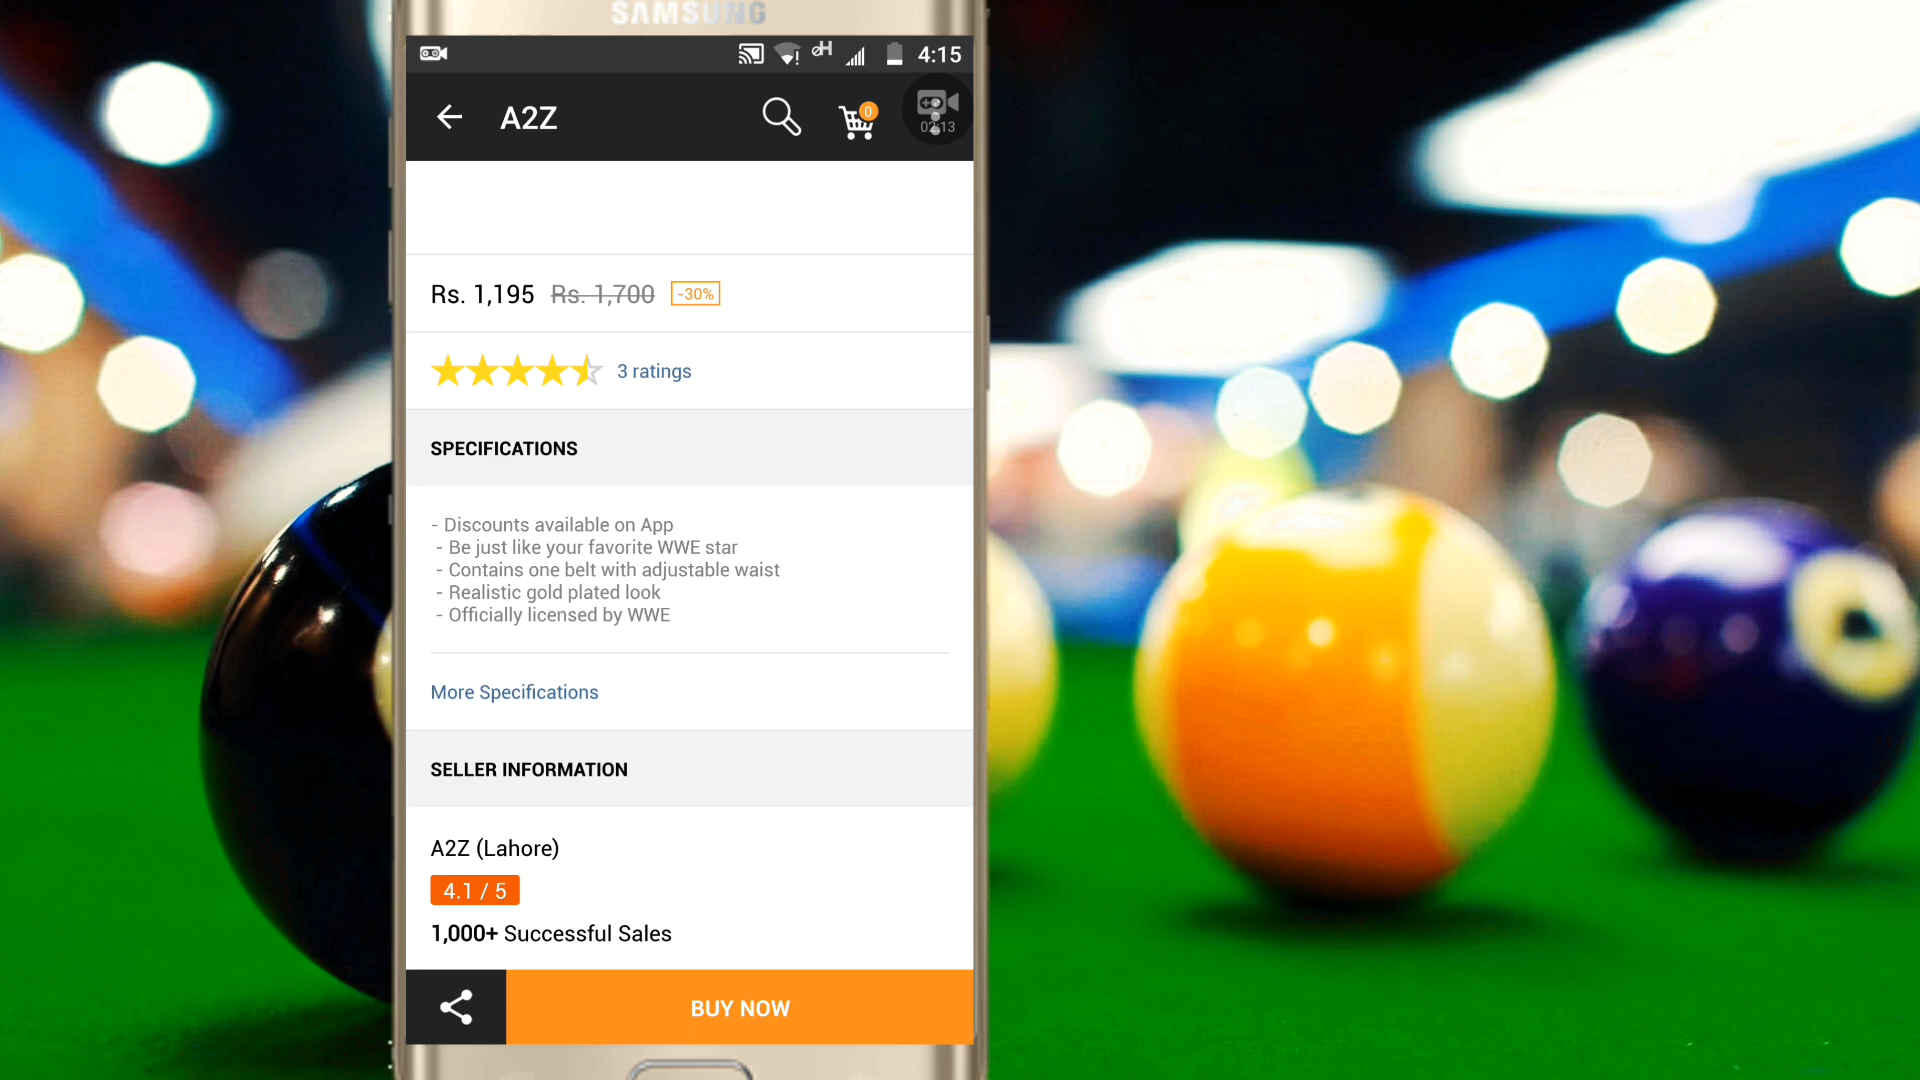 SAMSUNG
4:15
A2Z
0
02:13
Rs. 1,195 Rs. 1,700 -30%
3 ratings
SPECIFICATIONS
- Discounts available on App
- Be just like your favorite WWE star
- Contains one belt with adjustable waist
- Realistic gold plated look
- Officially licensed by WWE
More Specifications
SELLER INFORMATION
A2Z (Lahore)
4.1 / 5
1,000+ Successful Sales
BUY NOW